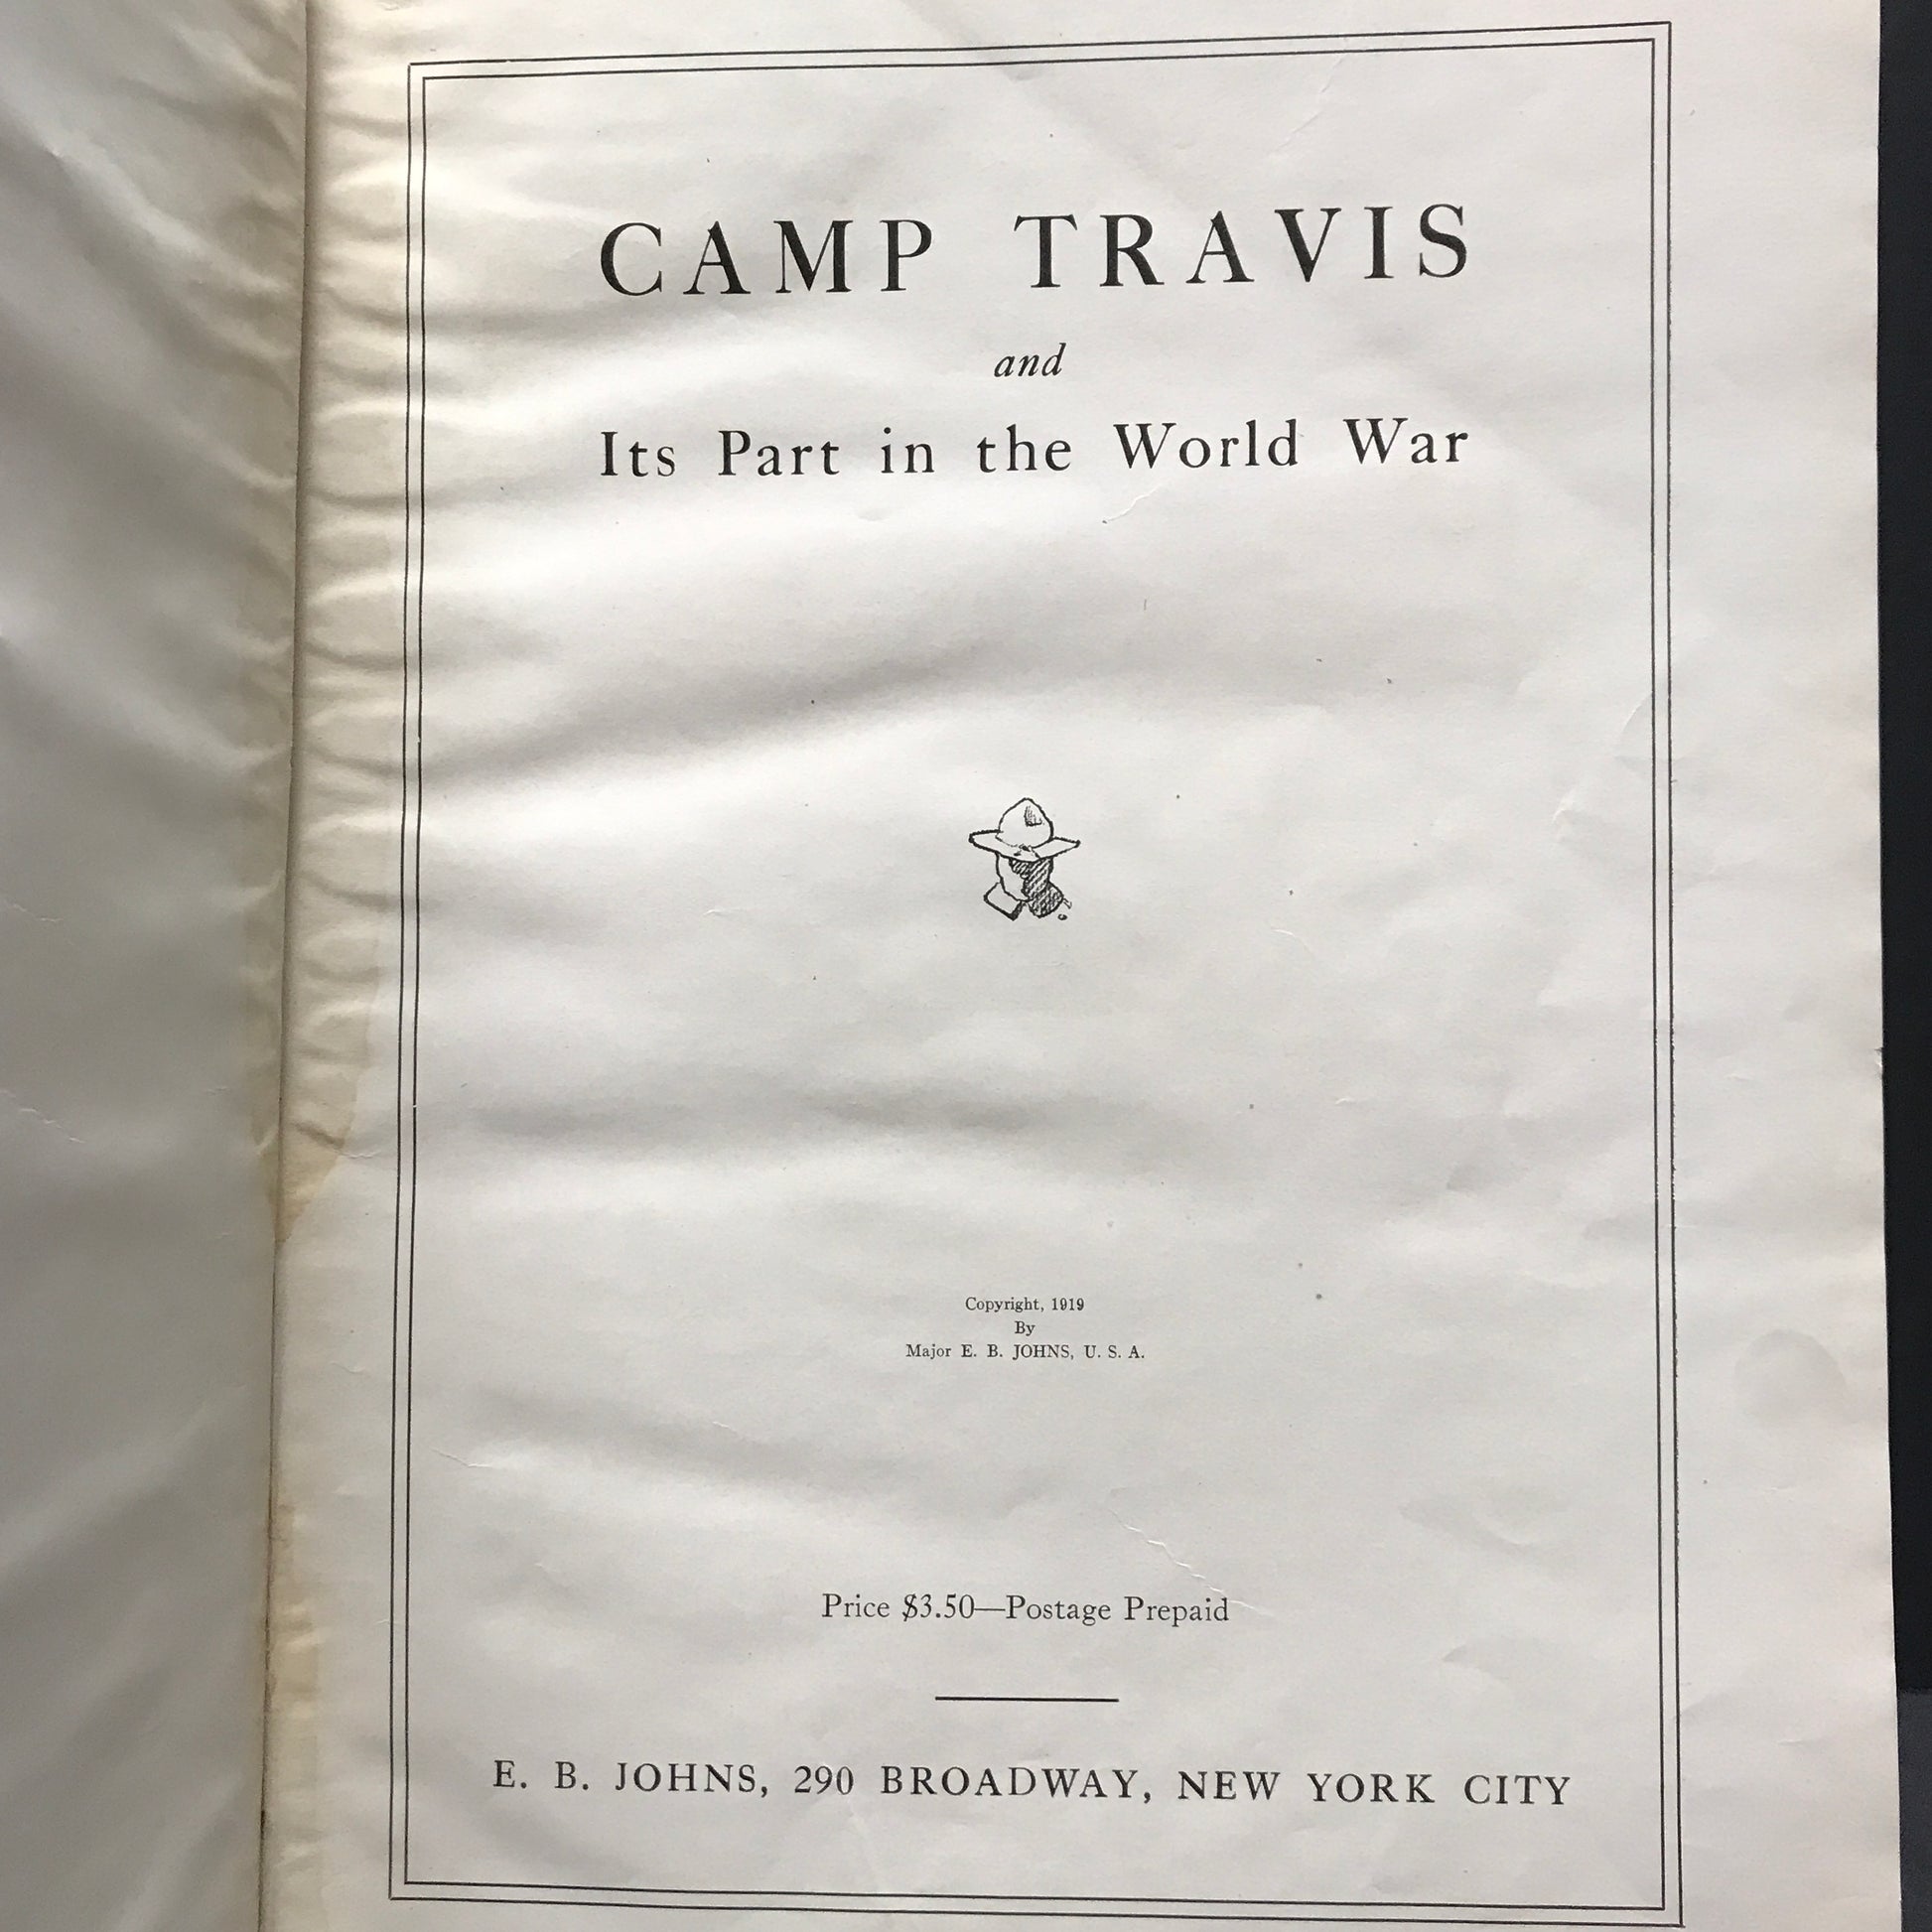 CAMP TRAVIS
and
Its Part in the World War
Copyright, 1919
By
Major E. B. JOHNS, U. S. A.
Price $3.50—Postage Prepaid
E. B. JOHNS, 290 BROADWAY, NEW YORK CITY